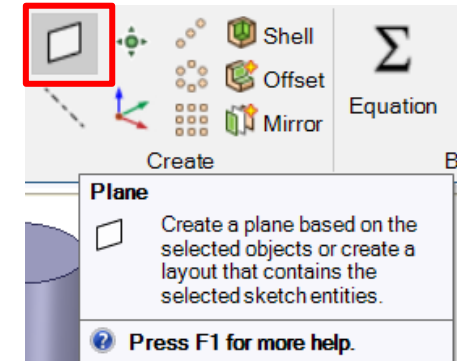 Shell
Offset
Mirror
Equation
Create
B
Plane
Create a plane based on the
selected objects or create a
layout that contains the
selected sketch entities.
Press F1 for more help.